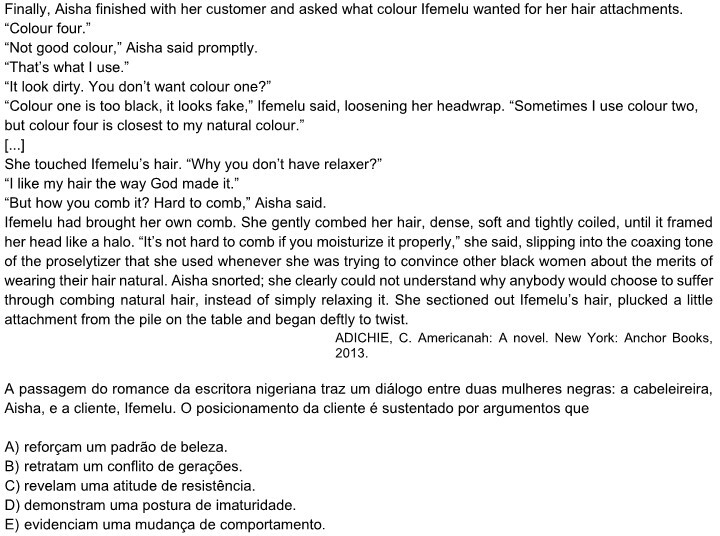 Finally, Aisha finished with her customer and asked what colour Ifemelu wanted for her hair attachments.
“Colour four.”
“Not good colour,” Aisha said promptly.
“That’s what I use.”
“It look dirty. You don’t want colour one?”
“Colour one is too black, it looks fake,” Ifemelu said, loosening her headwrap. “Sometimes I use colour two,
but colour four is closest to my natural colour.”
[...]
She touched Ifemelu’s hair. “Why you don’t have relaxer?”
“I like my hair the way God made it.”
“But how you comb it? Hard to comb,” Aisha said.
Ifemelu had brought her own comb. She gently combed her hair, dense, soft and tightly coiled, until it framed
her head like a halo. “It’s not hard to comb if you moisturize it properly,” she said, slipping into the coaxing tone
of the proselytizer that she used whenever she was trying to convince other black women about the merits of
wearing their hair natural. Aisha snorted; she clearly could not understand why anybody would choose to suffer
through combing natural hair, instead of simply relaxing it. She sectioned out Ifemelu’s hair, plucked a little
attachment from the pile on the table and began deftly to twist.
ADICHIE, C. Americanah: A novel. New York: Anchor Books,
2013.
A passagem do romance da escritora nigeriana traz um diálogo entre duas mulheres negras: a cabeleireira,
Aisha, e a cliente, Ifemelu. O posicionamento da cliente é sustentado por argumentos que
A) reforçam um padrão de beleza.
B) retratam um conflito de gerações.
C) revelam uma atitude de resistência.
D) demonstram uma postura de imaturidade.
E) evidenciam uma mudança de comportamento.